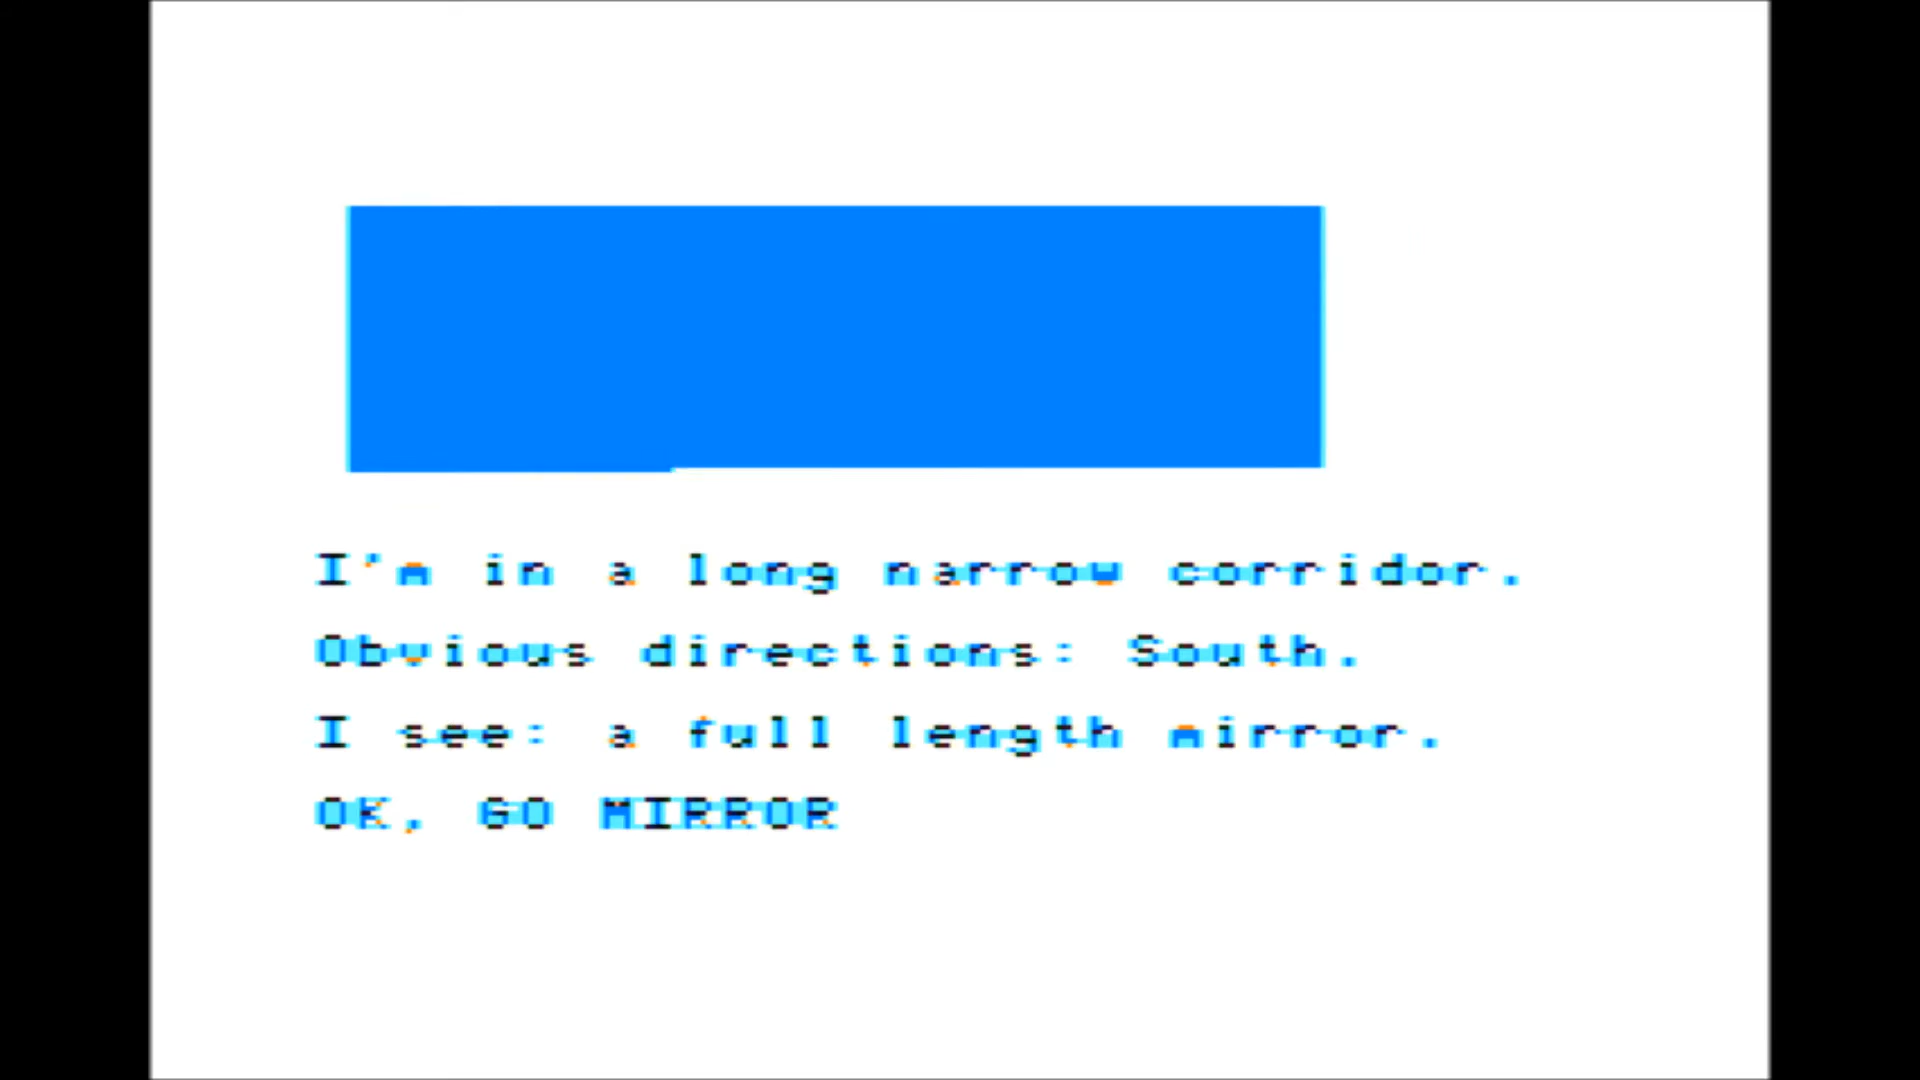 I'm in a long narrow corridor.
Obvious directions: South.
I see: a full length mirror.
OK, GO MIRROR